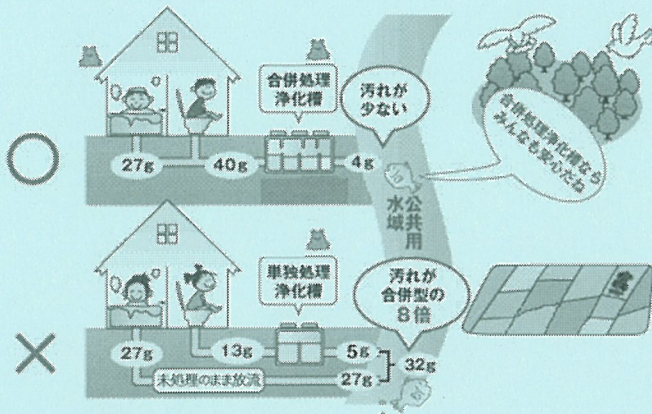 合併処理
浄化槽
汚れが
少ない
合併処理浄化槽なら
みんなも安心だね
27g
40g
4g
公共用
水域
単独処理
浄化槽
汚れが
合併型の
8倍
27g
13g
5g
32g
未処理のまま放流
27g